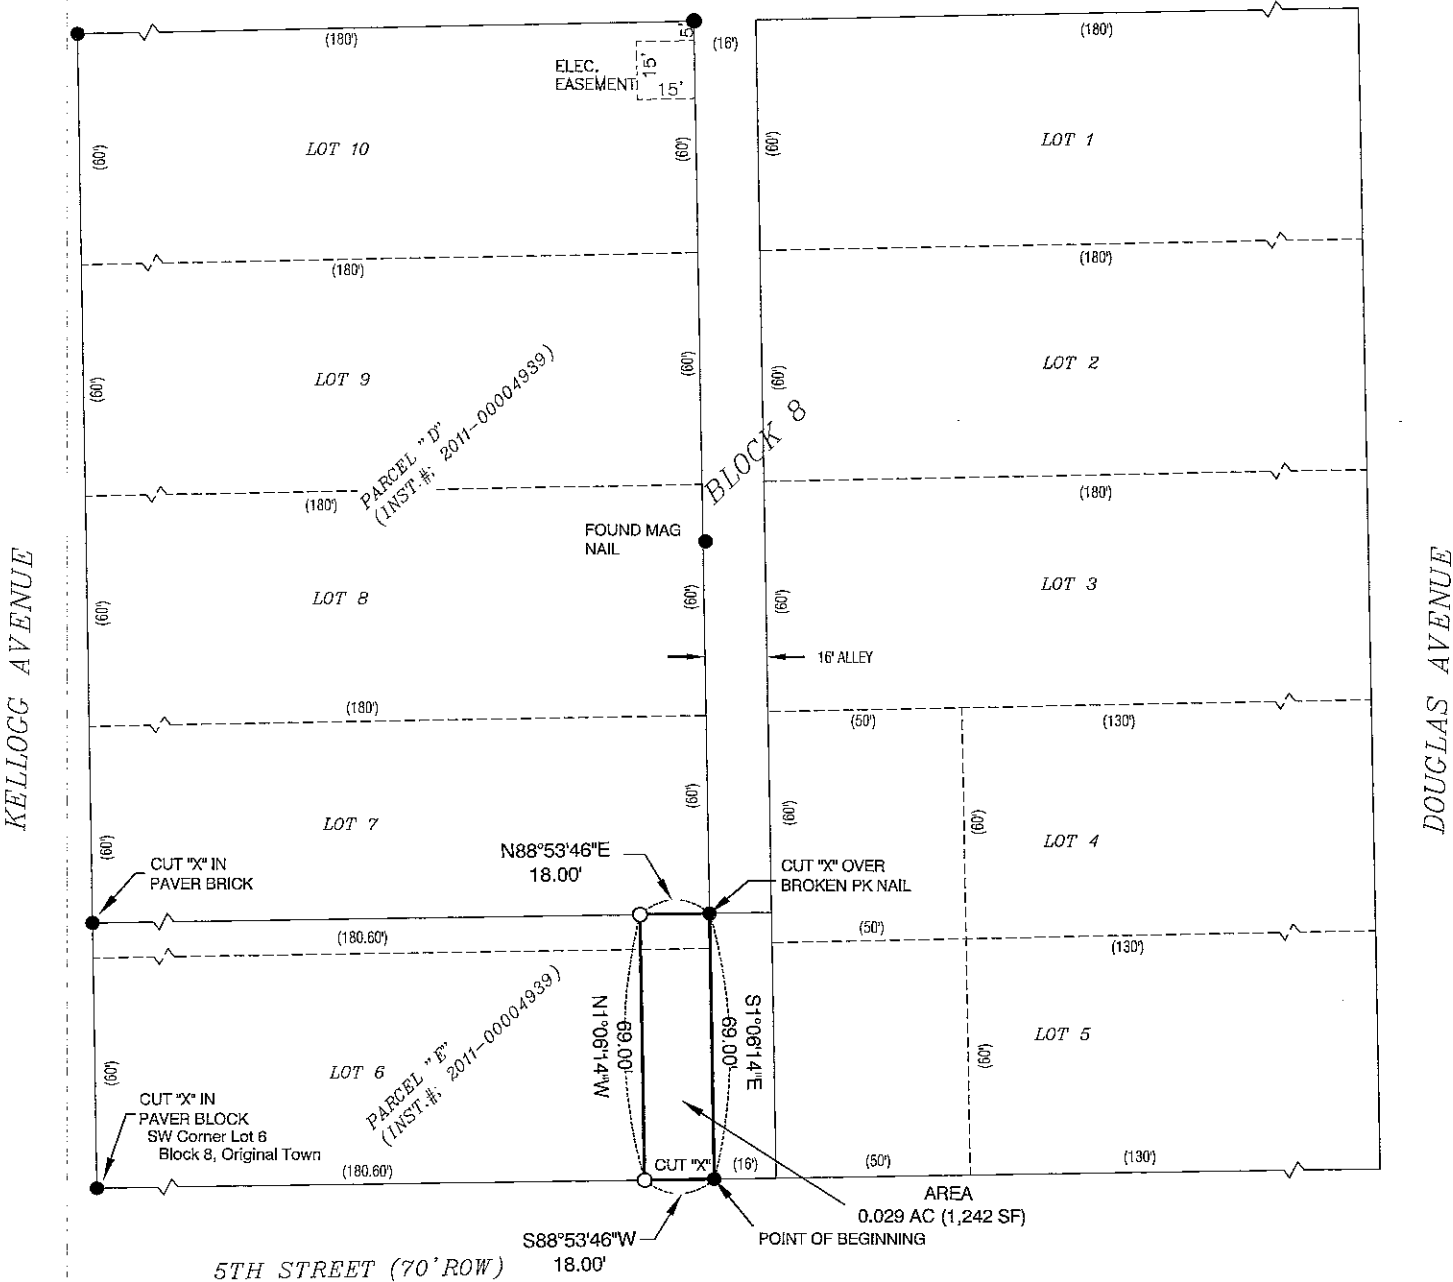 (180')
5'
(16')
(180')
ELEC.
EASEMENT
15'
15'
LOT 10
(60')
(60')
(60')
LOT 1
(180')
(180')
LOT 9
(60')
(60')
(60')
LOT 2
PARCEL "D"
(INST.#; 2011-00004939)
BLOCK 8
(180')
(180')
FOUND MAG
NAIL
LOT 8
(60')
(60')
(60')
LOT 3
16' ALLEY
KELLOGG AVENUE
DOUGLAS AVENUE
(180')
(50')
(130')
LOT 7
(60')
(60')
(60')
(60')
LOT 4
CUT "X" IN
PAVER BRICK
N88°53'46"E
18.00'
CUT "X" OVER
BROKEN PK NAIL
(180.60')
(50')
(130')
N1°06'14"W
69.00'
69.00'
S1°06'14"E
LOT 5
(60')
LOT 6
(60')
PARCEL "E"
(INST.#; 2011-00004939)
CUT "X" IN
PAVER BLOCK
SW Corner Lot 6
Block 8, Original Town
(180.60')
CUT "X"
(16')
(50')
(130')
AREA
0.029 AC (1,242 SF)
POINT OF BEGINNING
S88°53'46"W
18.00'
5TH STREET (70' ROW)